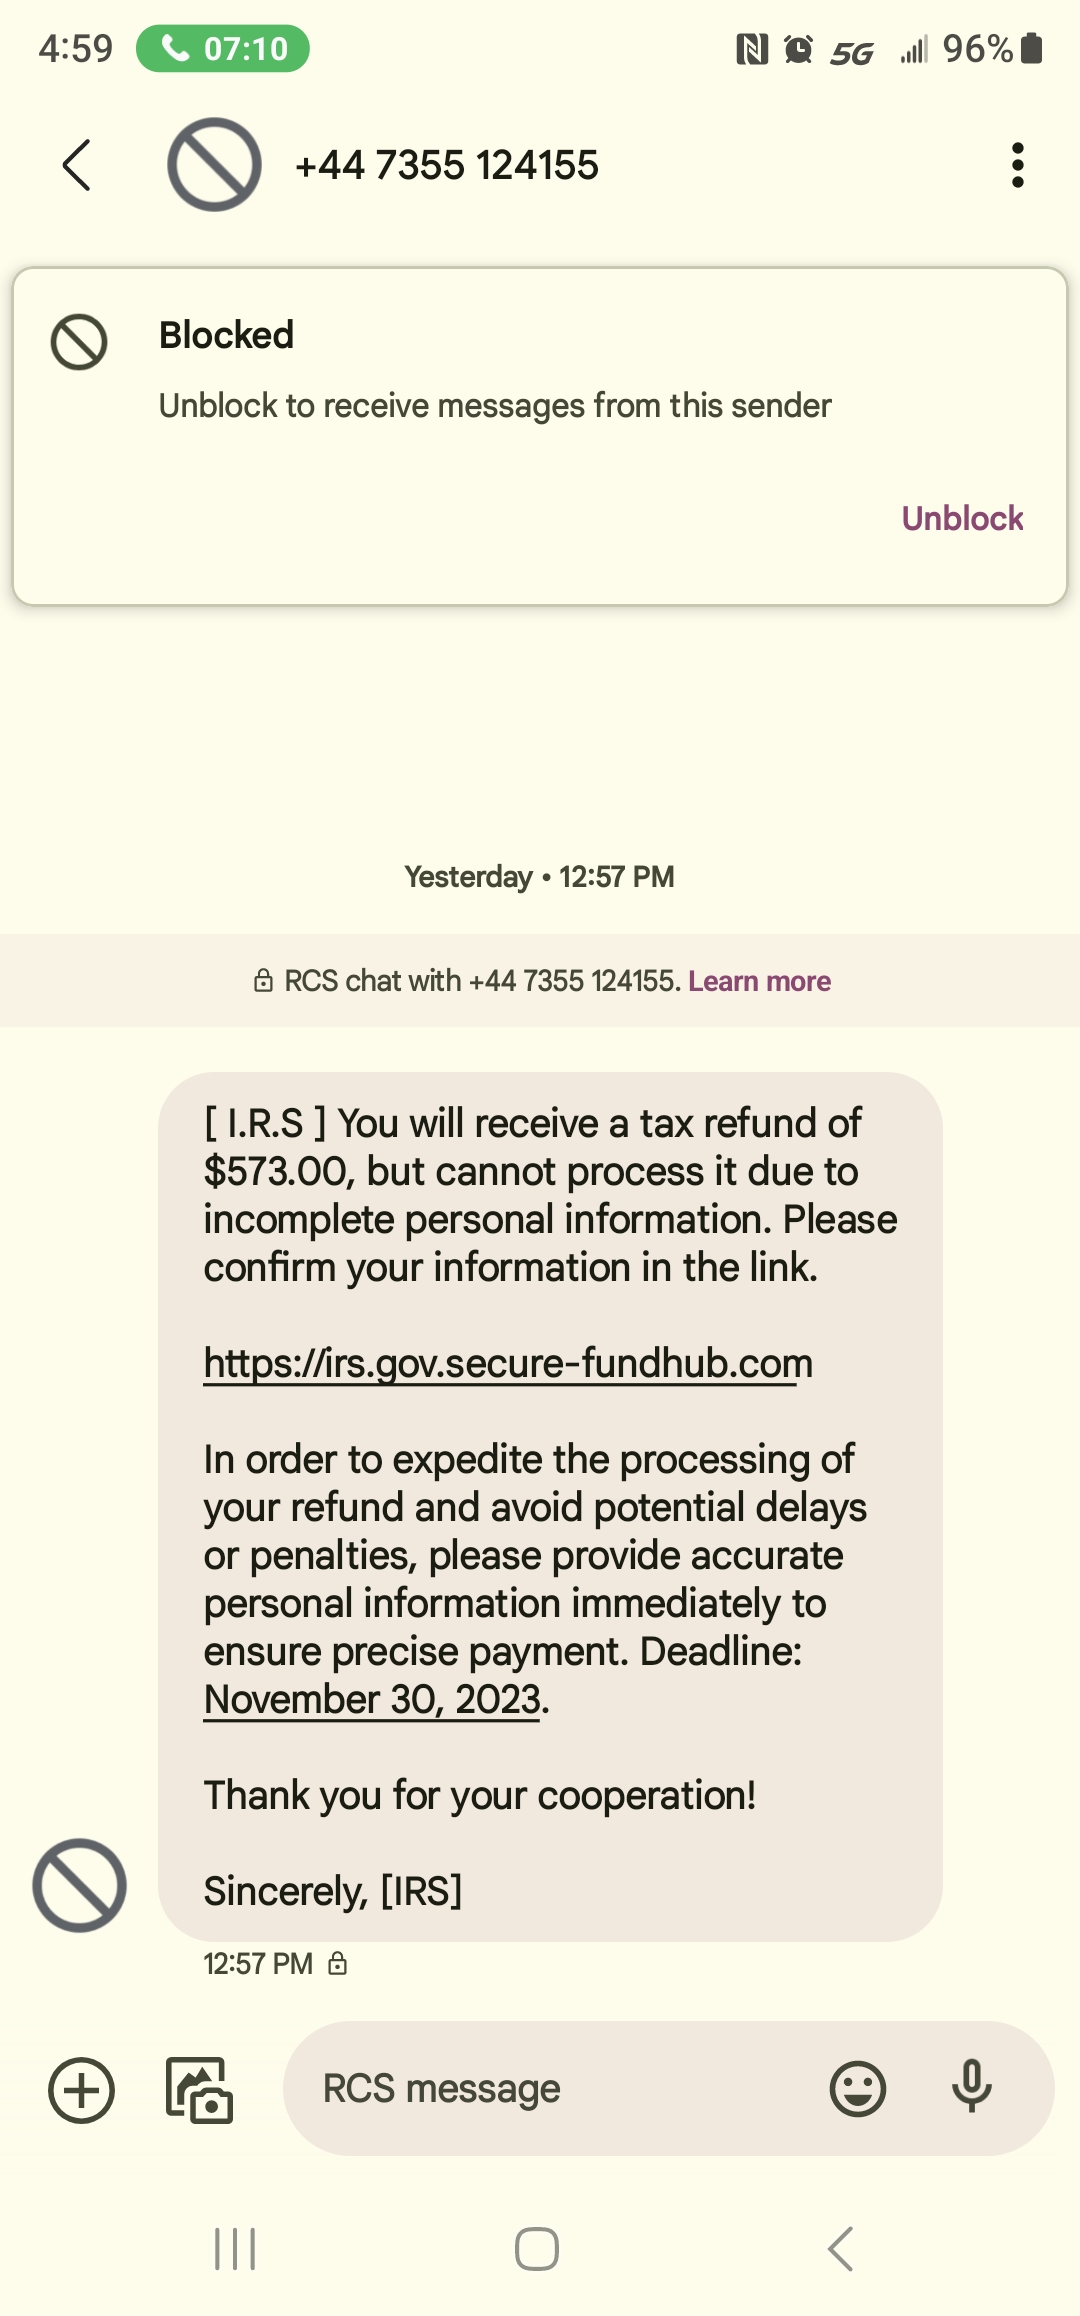 4:59 07:10 5G 96%
+44 7355 124155
Blocked
Unblock to receive messages from this sender
Unblock
Yesterday • 12:57 PM
RCS chat with +44 7355 124155. Learn more
[ I.R.S ] You will receive a tax refund of
$573.00, but cannot process it due to
incomplete personal information. Please
confirm your information in the link.
https://irs.gov.secure-fundhub.com
In order to expedite the processing of
your refund and avoid potential delays
or penalties, please provide accurate
personal information immediately to
ensure precise payment. Deadline:
November 30, 2023.
Thank you for your cooperation!
Sincerely, [IRS]
12:57 PM
RCS message